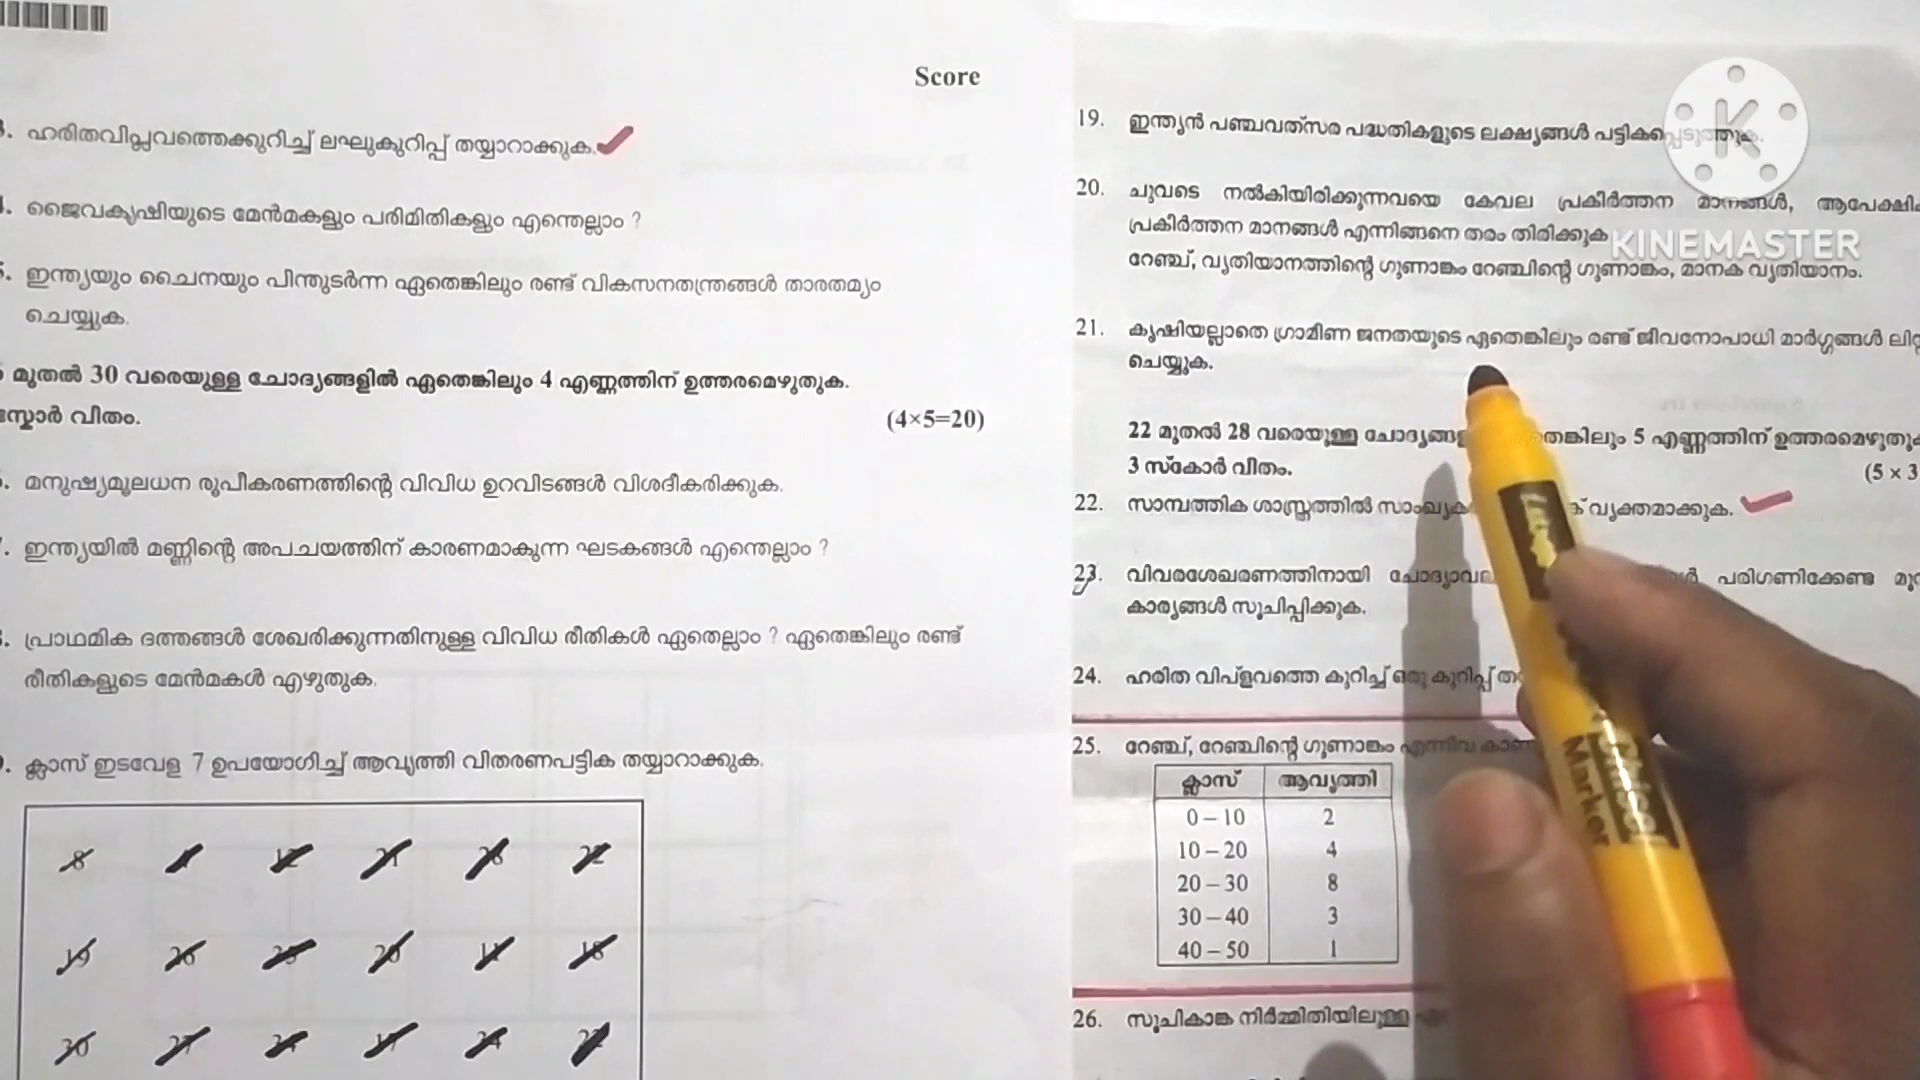 Score
ഹരിതവിപ്ലവത്തെക്കുറിച്ച് ലഘുകുറിപ്പ് തയ്യാറാക്കുക.
ജൈവകൃഷിയുടെ മേൻമകളും പരിമിതികളും എന്തെല്ലാം ?
ഇന്ത്യയും ചൈനയും പിന്തുടർന്ന ഏതെങ്കിലും രണ്ട് വികസനതന്ത്രങ്ങൾ താരതമ്യം
ചെയ്യുക.
മുതൽ 30 വരെയുള്ള ചോദ്യങ്ങളിൽ ഏതെങ്കിലും 4 എണ്ണത്തിന് ഉത്തരമെഴുതുക.
സ്കോർ വീതം. (4×5=20)
മനുഷ്യമൂലധന രൂപീകരണത്തിന്റെ വിവിധ ഉറവിടങ്ങൾ വിശദീകരിക്കുക.
ഇന്ത്യയിൽ മണ്ണിന്റെ അപചയത്തിന് കാരണമാകുന്ന ഘടകങ്ങൾ എന്തെല്ലാം ?
പ്രാഥമിക ദത്തങ്ങൾ ശേഖരിക്കുന്നതിനുള്ള വിവിധ രീതികൾ ഏതെല്ലാം ? ഏതെങ്കിലും രണ്ട്
രീതികളുടെ മേൻമകൾ എഴുതുക.
ക്ലാസ് ഇടവേള 7 ഉപയോഗിച്ച് ആവൃത്തി വിതരണപട്ടിക തയ്യാറാക്കുക.
19. ഇന്ത്യൻ പഞ്ചവത്സര പദ്ധതികളുടെ ലക്ഷ്യങ്ങൾ പട്ടികപ്പെടുത്തുക.
20. ചുവടെ നൽകിയിരിക്കുന്നവയെ കേവല പ്രകീർത്തന മാനങ്ങൾ,
പ്രകീർത്തന മാനങ്ങൾ എന്നിങ്ങനെ തരം തിരിക്കുക
റേഞ്ച്, വ്യതിയാനത്തിന്റെ ഗുണാങ്കം റേഞ്ചിന്റെ ഗുണാങ്കം, മാനക വ്യതിയാനം.
21. കൃഷിയല്ലാതെ ഗ്രാമീണ ജനതയുടെ ഏതെങ്കിലും രണ്ട് ജീവനോപാധി മാർഗ്ഗങ്ങൾ
ചെയ്യുക.
22 മുതൽ 28 വരെയുള്ള 5 എണ്ണത്തിന്
3 സ്കോർ വീതം. (5 × 3
22. സാമ്പത്തിക ശാസ്ത്രത്തിൽ വ്യക്തമാക്കുക.
23. വിവരശേഖരണത്തിനായി പരിഗണിക്കേണ്ട
കാര്യങ്ങൾ സൂചിപ്പിക്കുക.
24. ഹരിത വിപ്ളവത്തെ കുറിച്ച് ഒരു കുറിപ്പ്
25. റേഞ്ച്, റേഞ്ചിന്റെ ഗുണാങ്കം എന്നിവ
ക്ലാസ് ആവൃത്തി
0 – 10 2
10 – 20 4
20 – 30 8
30 – 40 3
40 – 50 1
26. സൂചികാങ്ക നിർമ്മിതിയിലുള്ള
KINEMASTER
Marker